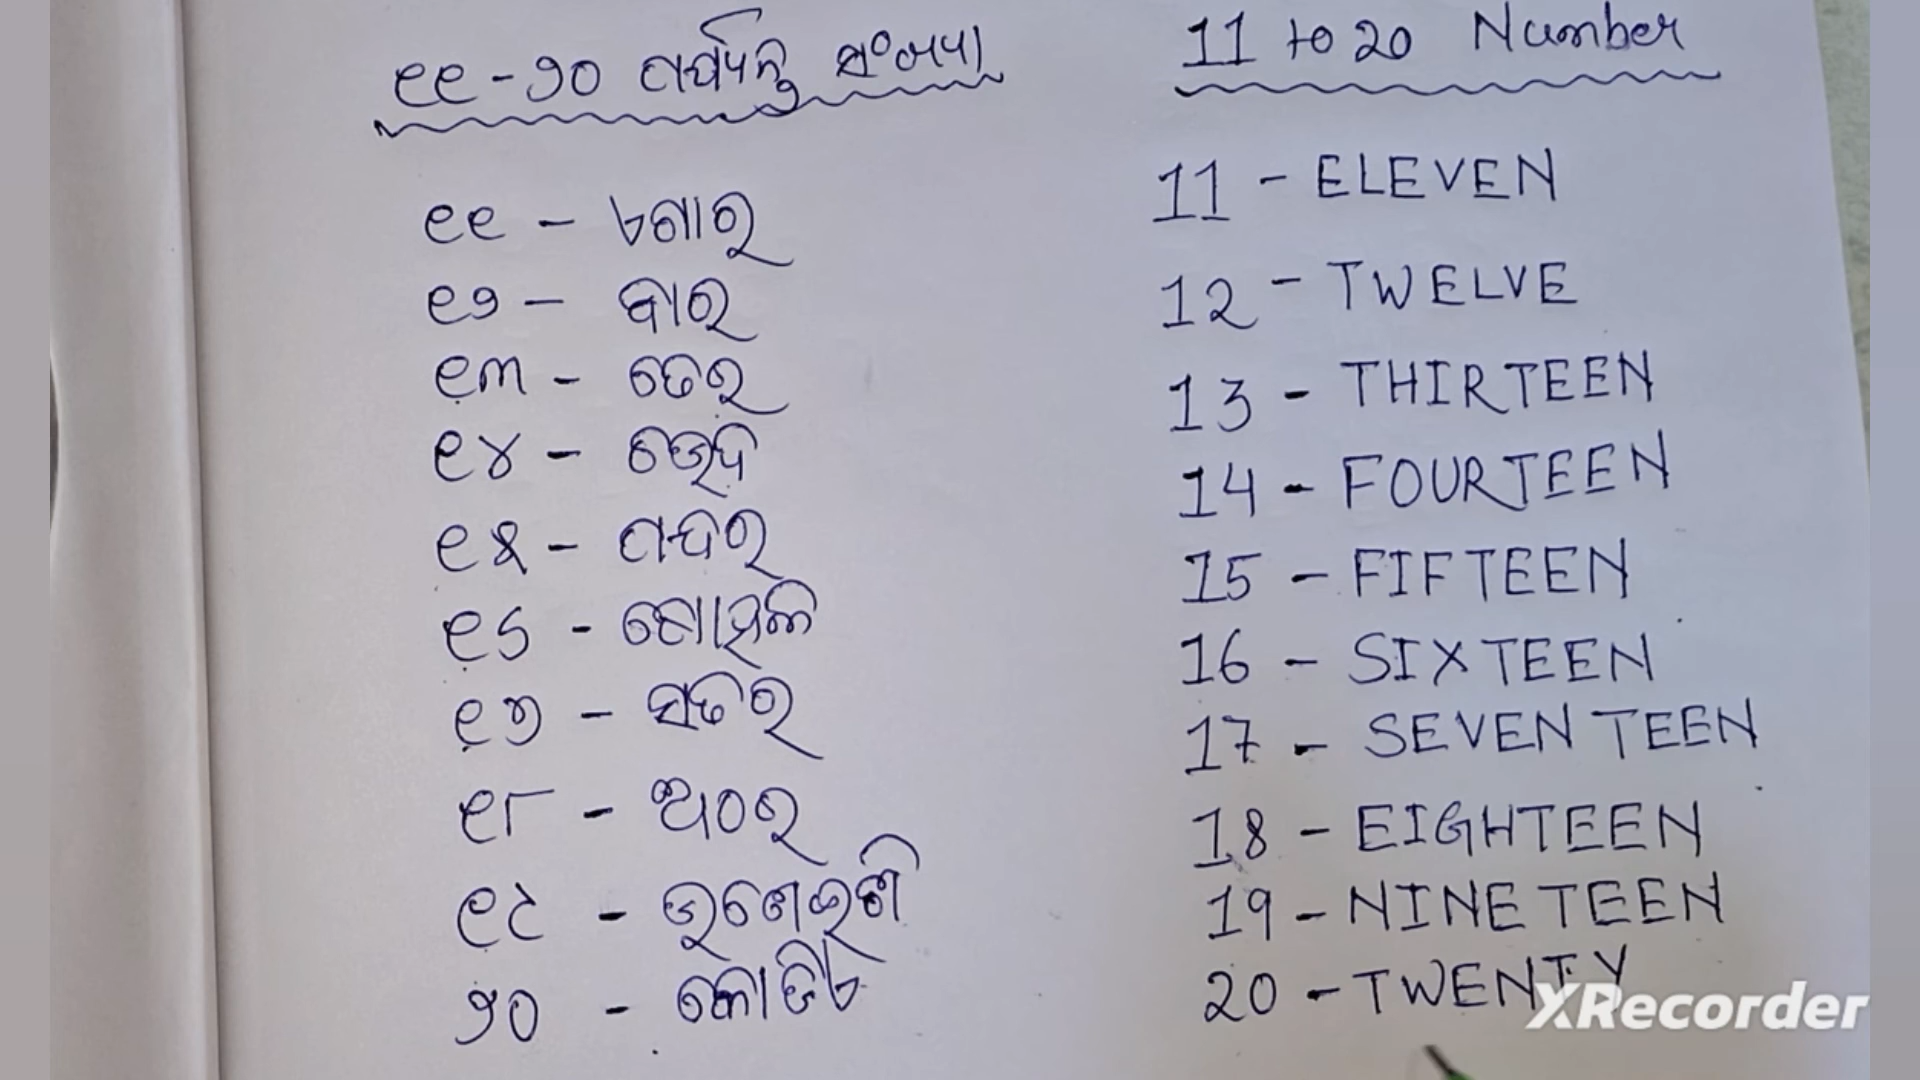 ୧୧-୨୦ ପର୍ଯ୍ୟନ୍ତ ସଂଖ୍ୟା
୧୧ - ଏଗାର
୧୨ - ବାର
୧୩ - ତେର
୧୪ - ଚଉଦ
୧୫ - ପନ୍ଦର
୧୬ - ଷୋହଳ
୧୭ - ସତର
୧୮ - ଅଠର
୧୯ - ଉଣେଇଶି
୨୦ - କୋଡିଏ
11 to 20 Number
11 - ELEVEN
12 - TWELVE
13 - THIRTEEN
14 - FOURTEEN
15 - FIFTEEN
16 - SIXTEEN
17 - SEVENTEEN
18 - EIGHTEEN
19 - NINETEEN
20 - TWENTY
XRecorder